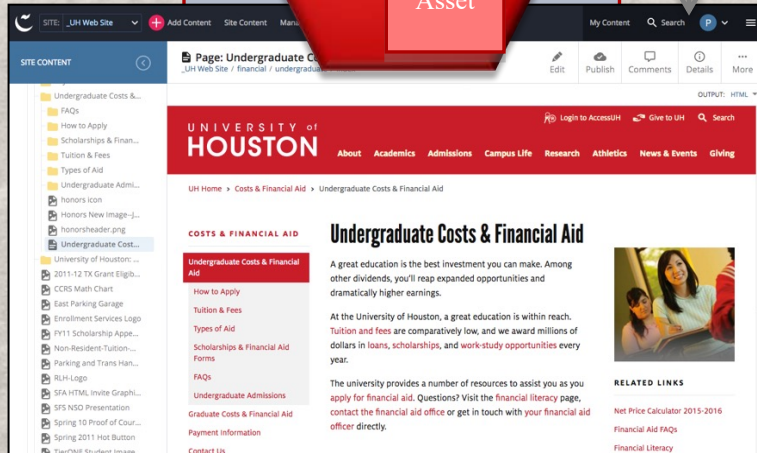 Asset
SITE: _UH Web Site
Add Content
Site Content
My Content
Search
P
SITE CONTENT
Page: Undergraduate
_UH Web Site / financial /
Edit
Publish
Comments
Details
More
OUTPUT: HTML
Undergraduate Costs &...
FAQs
How to Apply
Scholarships & Finan...
Tuition & Fees
Types of Aid
Undergraduate Admi...
honors icon
Honors New Image--J...
honorsheader.png
Undergraduate Cost...
University of Houston: ...
2011-12 TX Grant Eligib...
CCRS Math Chart
East Parking Garage
Enrollment Services Logo
FY11 Scholarship Appe...
Non-Resident-Tuition-...
Parking and Trans Han...
RLH-Logo
SFA HTML Invite Graphi...
SFS NSO Presentation
Spring 10 Proof of Cour...
Spring 2011 Hot Button
TierONE Student Image
Login to AccessUH
Give to UH
Search
UNIVERSITY of
HOUSTON
About Academics Admissions Campus Life Research Athletics News & Events Giving
UH Home > Costs & Financial Aid > Undergraduate Costs & Financial Aid
COSTS & FINANCIAL AID
Undergraduate Costs & Financial
Aid
How to Apply
Tuition & Fees
Types of Aid
Scholarships & Financial Aid
Forms
FAQs
Undergraduate Admissions
Graduate Costs & Financial Aid
Payment Information
Contact Us
Undergraduate Costs & Financial Aid
A great education is the best investment you can make. Among
other dividends, you'll reap expanded opportunities and
dramatically higher earnings.
At the University of Houston, a great education is within reach.
Tuition and fees are comparatively low, and we award millions of
dollars in loans, scholarships, and work-study opportunities every
year.
The university provides a number of resources to assist you as you
apply for financial aid. Questions? Visit the financial literacy page,
contact the financial aid office or get in touch with your financial aid
officer directly.
RELATED LINKS
Net Price Calculator 2015-2016
Financial Aid FAQs
Financial Literacy